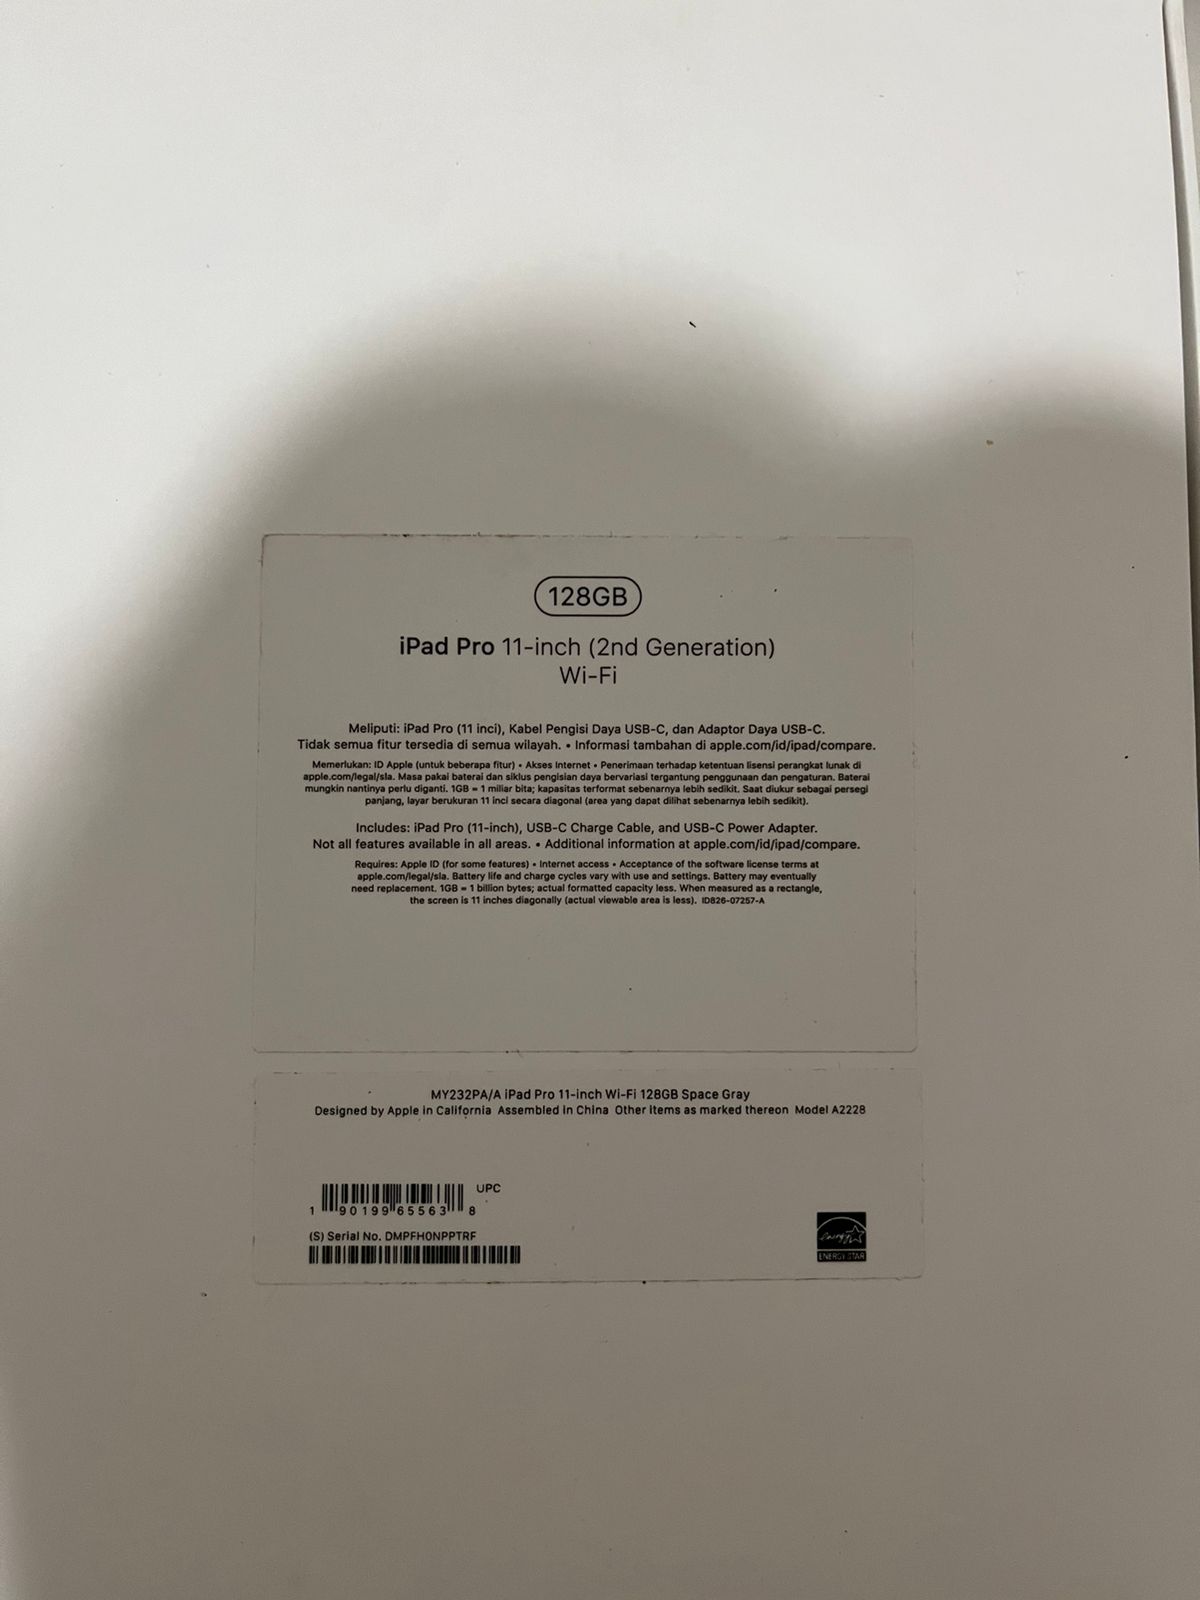 128GB
iPad Pro 11-inch (2nd Generation)
Wi-Fi
Meliputi: iPad Pro (11 inci), Kabel Pengisi Daya USB-C, dan Adaptor Daya USB-C.
Tidak semua fitur tersedia di semua wilayah. • Informasi tambahan di apple.com/id/ipad/compare.
Memerlukan: ID Apple (untuk beberapa fitur) • Akses Internet • Penerimaan terhadap ketentuan lisensi perangkat lunak di
apple.com/legal/sla. Masa pakai baterai dan siklus pengisian daya bervariasi tergantung penggunaan dan pengaturan. Baterai
mungkin nantinya perlu diganti. 1GB = 1 miliar bita; kapasitas terformat sebenarnya lebih sedikit. Saat diukur sebagai persegi
panjang, layar berukuran 11 inci secara diagonal (area yang dapat dilihat sebenarnya lebih sedikit).
Includes: iPad Pro (11-inch), USB-C Charge Cable, and USB-C Power Adapter.
Not all features available in all areas. • Additional information at apple.com/id/ipad/compare.
Requires: Apple ID (for some features) • Internet access • Acceptance of the software license terms at
apple.com/legal/sla. Battery life and charge cycles vary with use and settings. Battery may eventually
need replacement. 1GB = 1 billion bytes; actual formatted capacity less. When measured as a rectangle,
the screen is 11 inches diagonally (actual viewable area is less). ID826-07257-A
MY232PA/A iPad Pro 11-inch Wi-Fi 128GB Space Gray
Designed by Apple in California Assembled in China Other items as marked thereon Model A2228
UPC
1 90199 65563 8
(S) Serial No. DMPFH0NPPTRF
energy
ENERGY STAR